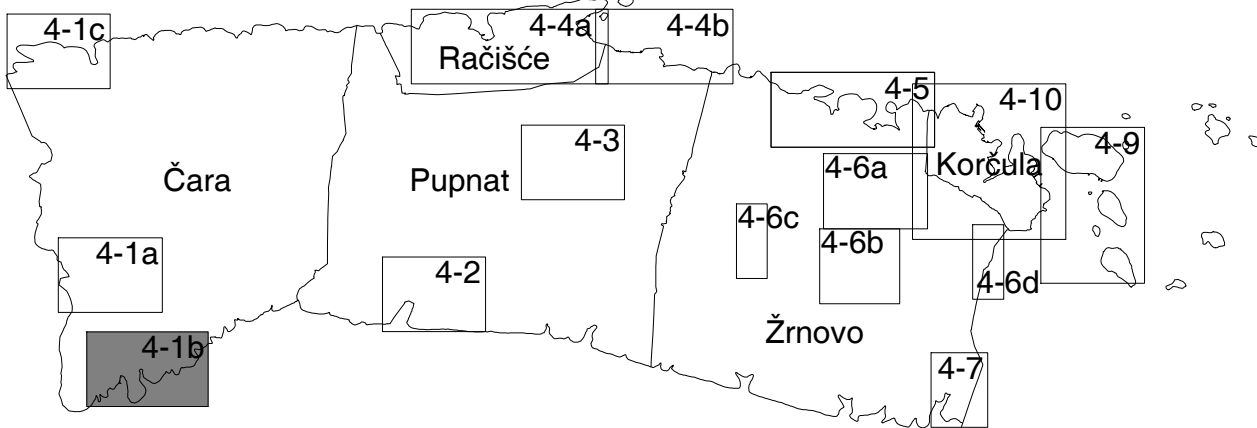 4-1c
4-4a
4-4b
Račišće
4-5
4-10
4-3
4-9
Čara
Pupnat
4-6a
Korčula
4-6c
4-1a
4-2
4-6b
4-6d
Žrnovo
4-1b
4-7